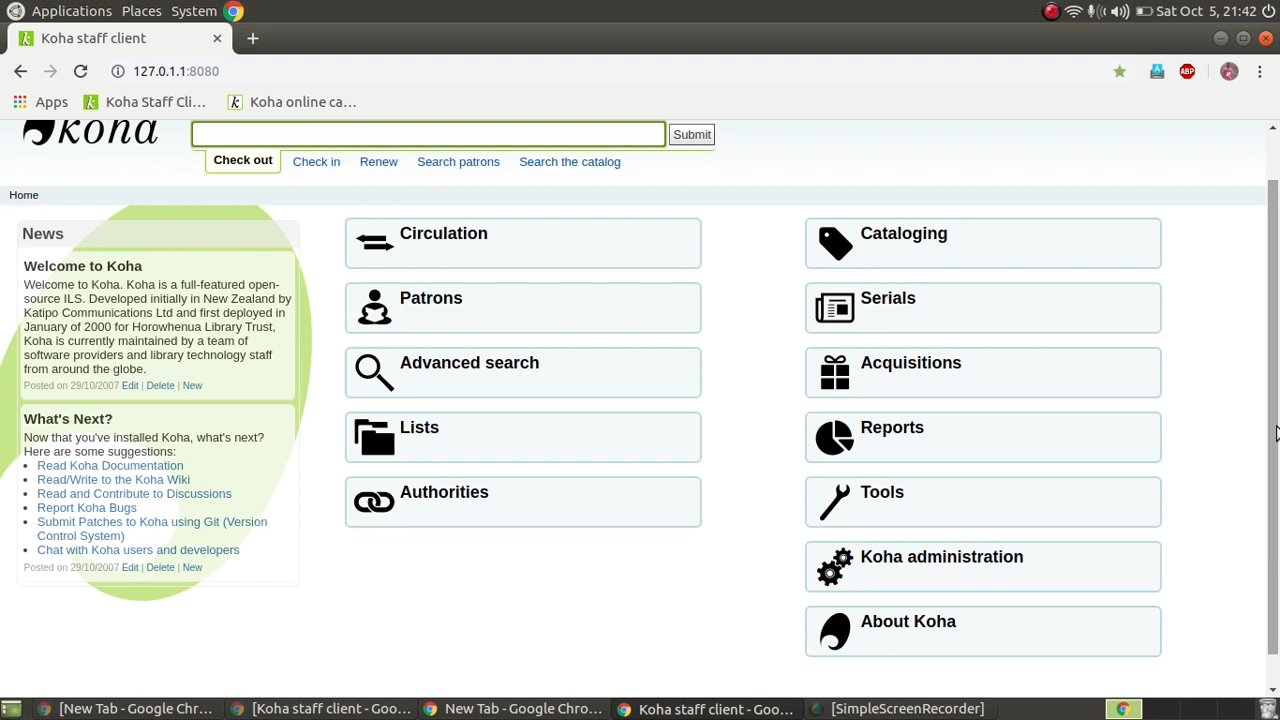 Applications Places System Sat Oct 5, 21:42
Koha staff client
127.0.1.1:8080
Apps Koha Staff Cli... Koha online ca...
koha
Submit
Check out Check in Renew Search patrons Search the catalog
Home
News
Welcome to Koha
Welcome to Koha. Koha is a full-featured open-
source ILS. Developed initially in New Zealand by
Katipo Communications Ltd and first deployed in
January of 2000 for Horowhenua Library Trust,
Koha is currently maintained by a team of
software providers and library technology staff
from around the globe.
Posted on 29/10/2007 Edit | Delete | New
What's Next?
Now that you've installed Koha, what's next?
Here are some suggestions:
Read Koha Documentation
Read/Write to the Koha Wiki
Read and Contribute to Discussions
Report Koha Bugs
Submit Patches to Koha using Git (Version
Control System)
Chat with Koha users and developers
Posted on 29/10/2007 Edit | Delete | New
Circulation
Patrons
Advanced search
Lists
Authorities
Cataloging
Serials
Acquisitions
Reports
Tools
Koha administration
About Koha
ABP
[New Tab - Google Chr... [Koha staff client - Goo... New Tab - Google Chro... Koha staff client - Goo... [SimpleScreenRecorder]